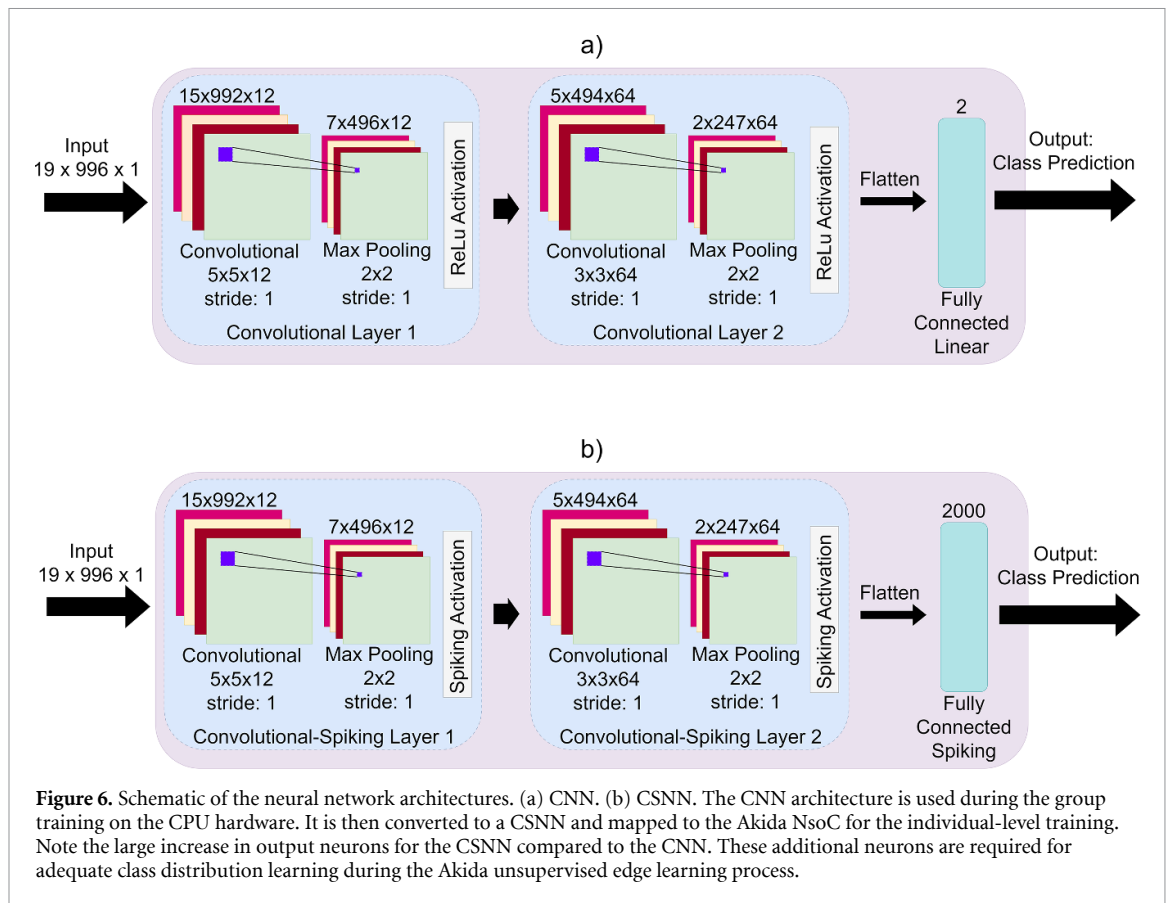 a)
Input
19 x 996 x 1
15x992x12
7x496x12
Convolutional
5x5x12
stride: 1
Max Pooling
2x2
stride: 1
ReLu Activation
Convolutional Layer 1
5x494x64
2x247x64
Convolutional
3x3x64
stride: 1
Max Pooling
2x2
stride: 1
ReLu Activation
Convolutional Layer 2
Flatten
2
Fully
Connected
Linear
Output:
Class Prediction
b)
Input
19 x 996 x 1
15x992x12
7x496x12
Convolutional
5x5x12
stride: 1
Max Pooling
2x2
stride: 1
Spiking Activation
Convolutional-Spiking Layer 1
5x494x64
2x247x64
Convolutional
3x3x64
stride: 1
Max Pooling
2x2
stride: 1
Spiking Activation
Convolutional-Spiking Layer 2
Flatten
2000
Fully
Connected
Spiking
Output:
Class Prediction
Figure 6. Schematic of the neural network architectures. (a) CNN. (b) CSNN. The CNN architecture is used during the group
training on the CPU hardware. It is then converted to a CSNN and mapped to the Akida NsoC for the individual-level training.
Note the large increase in output neurons for the CSNN compared to the CNN. These additional neurons are required for
adequate class distribution learning during the Akida unsupervised edge learning process.